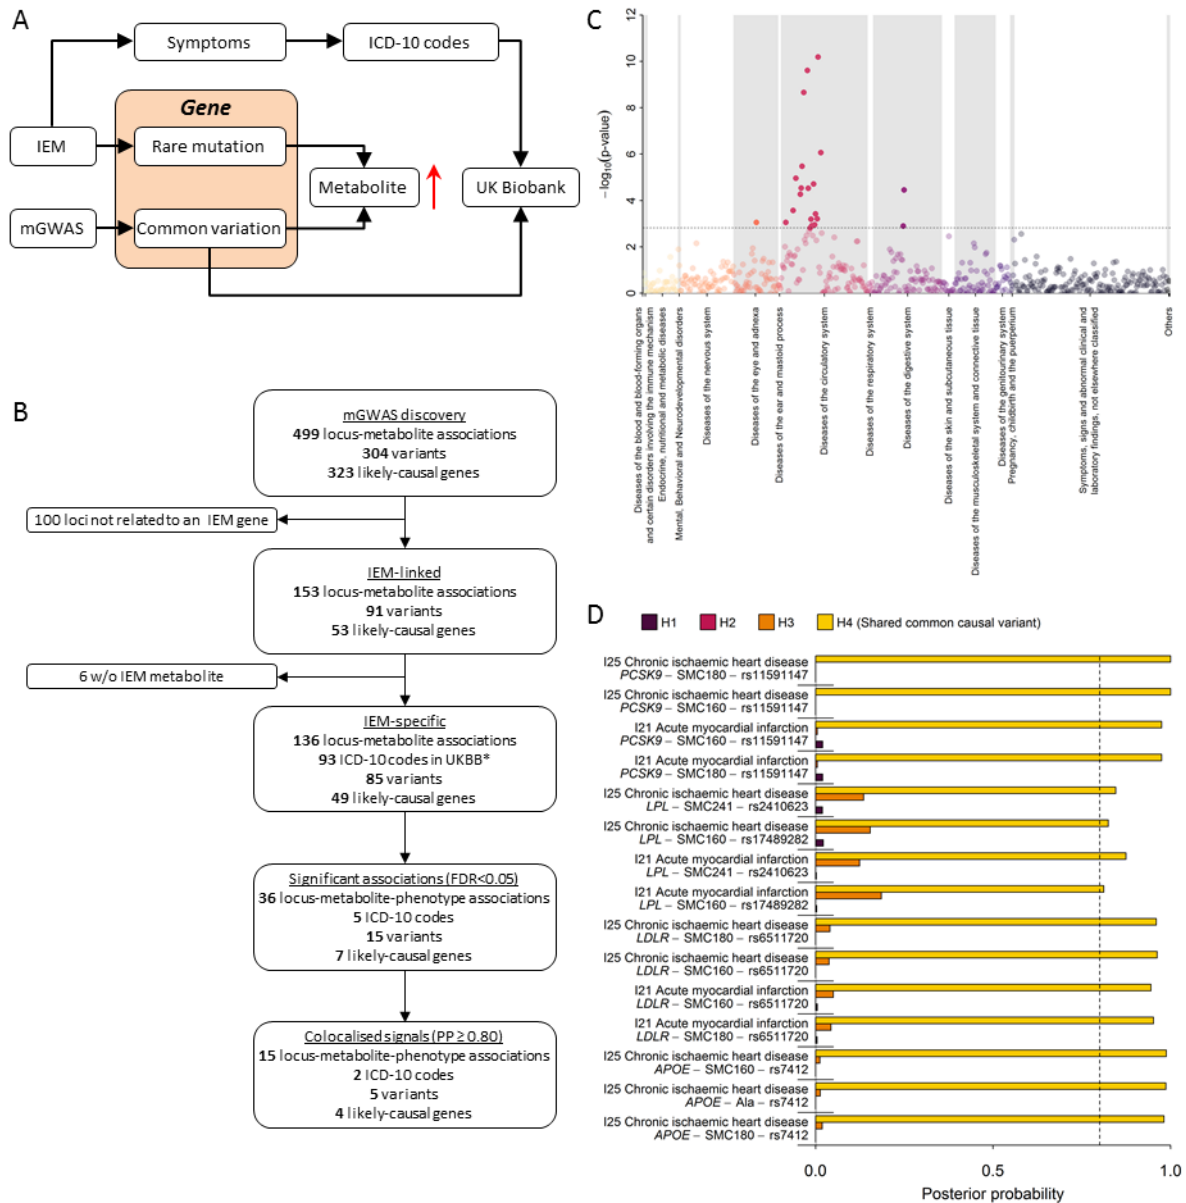 A
Symptoms
ICD-10 codes
Gene
IEM
Rare mutation
Metabolite
UK Biobank
mGWAS
Common variation
B
mGWAS discovery
499 locus-metabolite associations
304 variants
323 likely-causal genes
100 loci not related to an IEM gene
IEM-linked
153 locus-metabolite associations
91 variants
53 likely-causal genes
6 w/o IEM metabolite
IEM-specific
136 locus-metabolite associations
93 ICD-10 codes in UKBB*
85 variants
49 likely-causal genes
Significant associations (FDR<0.05)
36 locus-metabolite-phenotype associations
5 ICD-10 codes
15 variants
7 likely-causal genes
Colocalised signals (PP ≥ 0.80)
15 locus-metabolite-phenotype associations
2 ICD-10 codes
5 variants
4 likely-causal genes
C
12
10
8
6
4
2
0
− log10(p-value)
Diseases of the blood and blood-forming organs
and certain disorders involving the immune mechanism
Endocrine, nutritional and metabolic diseases
Mental, Behavioral and Neurodevelopmental disorders
Diseases of the nervous system
Diseases of the eye and adnexa
Diseases of the ear and mastoid process
Diseases of the circulatory system
Diseases of the respiratory system
Diseases of the digestive system
Diseases of the skin and subcutaneous tissue
Diseases of the musculoskeletal system and connective tissue
Diseases of the genitourinary system
Pregnancy, childbirth and the puerperium
Symptoms, signs and abnormal clinical and
laboratory findings, not elsewhere classified
Others
D
H1 H2 H3 H4 (Shared common causal variant)
I25 Chronic ischaemic heart disease
PCSK9 – SMC180 – rs11591147
I25 Chronic ischaemic heart disease
PCSK9 – SMC160 – rs11591147
I21 Acute myocardial infarction
PCSK9 – SMC160 – rs11591147
I21 Acute myocardial infarction
PCSK9 – SMC180 – rs11591147
I25 Chronic ischaemic heart disease
LPL – SMC241 – rs2410623
I25 Chronic ischaemic heart disease
LPL – SMC160 – rs17489282
I21 Acute myocardial infarction
LPL – SMC241 – rs2410623
I21 Acute myocardial infarction
LPL – SMC160 – rs17489282
I25 Chronic ischaemic heart disease
LDLR – SMC180 – rs6511720
I25 Chronic ischaemic heart disease
LDLR – SMC160 – rs6511720
I21 Acute myocardial infarction
LDLR – SMC160 – rs6511720
I21 Acute myocardial infarction
LDLR – SMC180 – rs6511720
I25 Chronic ischaemic heart disease
APOE – SMC160 – rs7412
I25 Chronic ischaemic heart disease
APOE – Ala – rs7412
I25 Chronic ischaemic heart disease
APOE – SMC180 – rs7412
0.0 0.5 1.0
Posterior probability